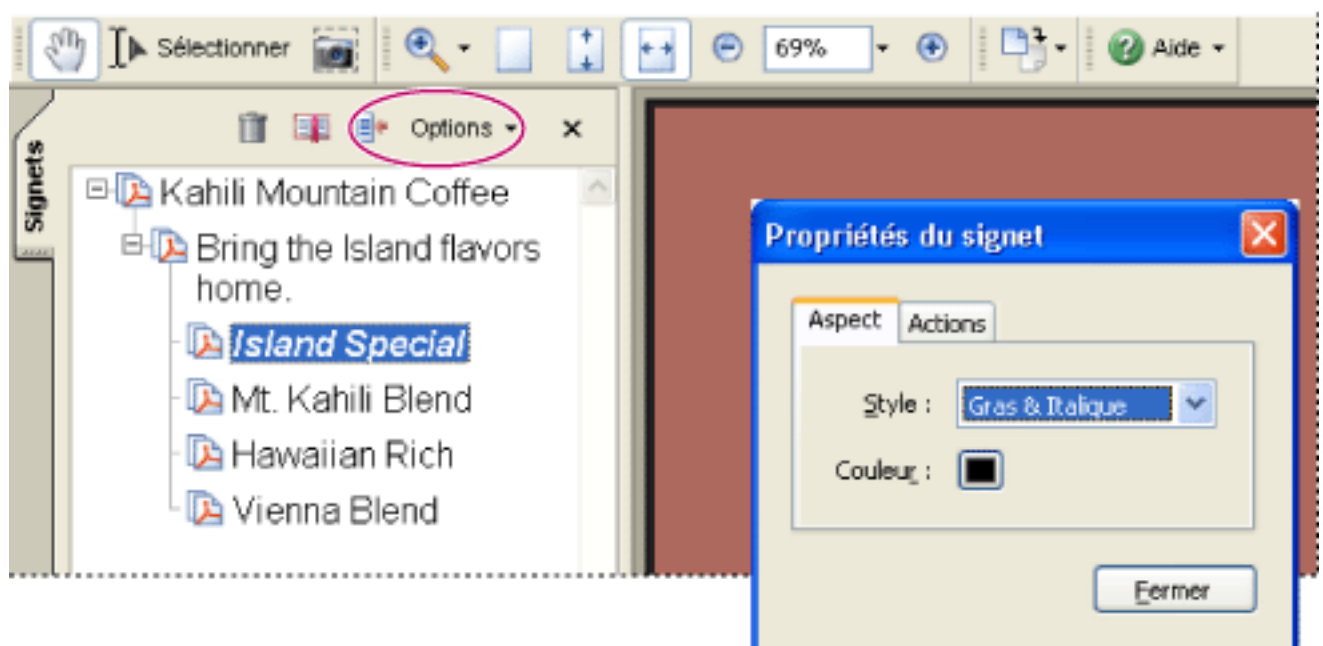 Sélectionner
69%
Aide
Signets
Options
Kahili Mountain Coffee
Bring the Island flavors
home.
Island Special
Mt. Kahili Blend
Hawaiian Rich
Vienna Blend
Propriétés du signet
Aspect
Actions
Style :
Gras & Italique
Couleur :
Fermer